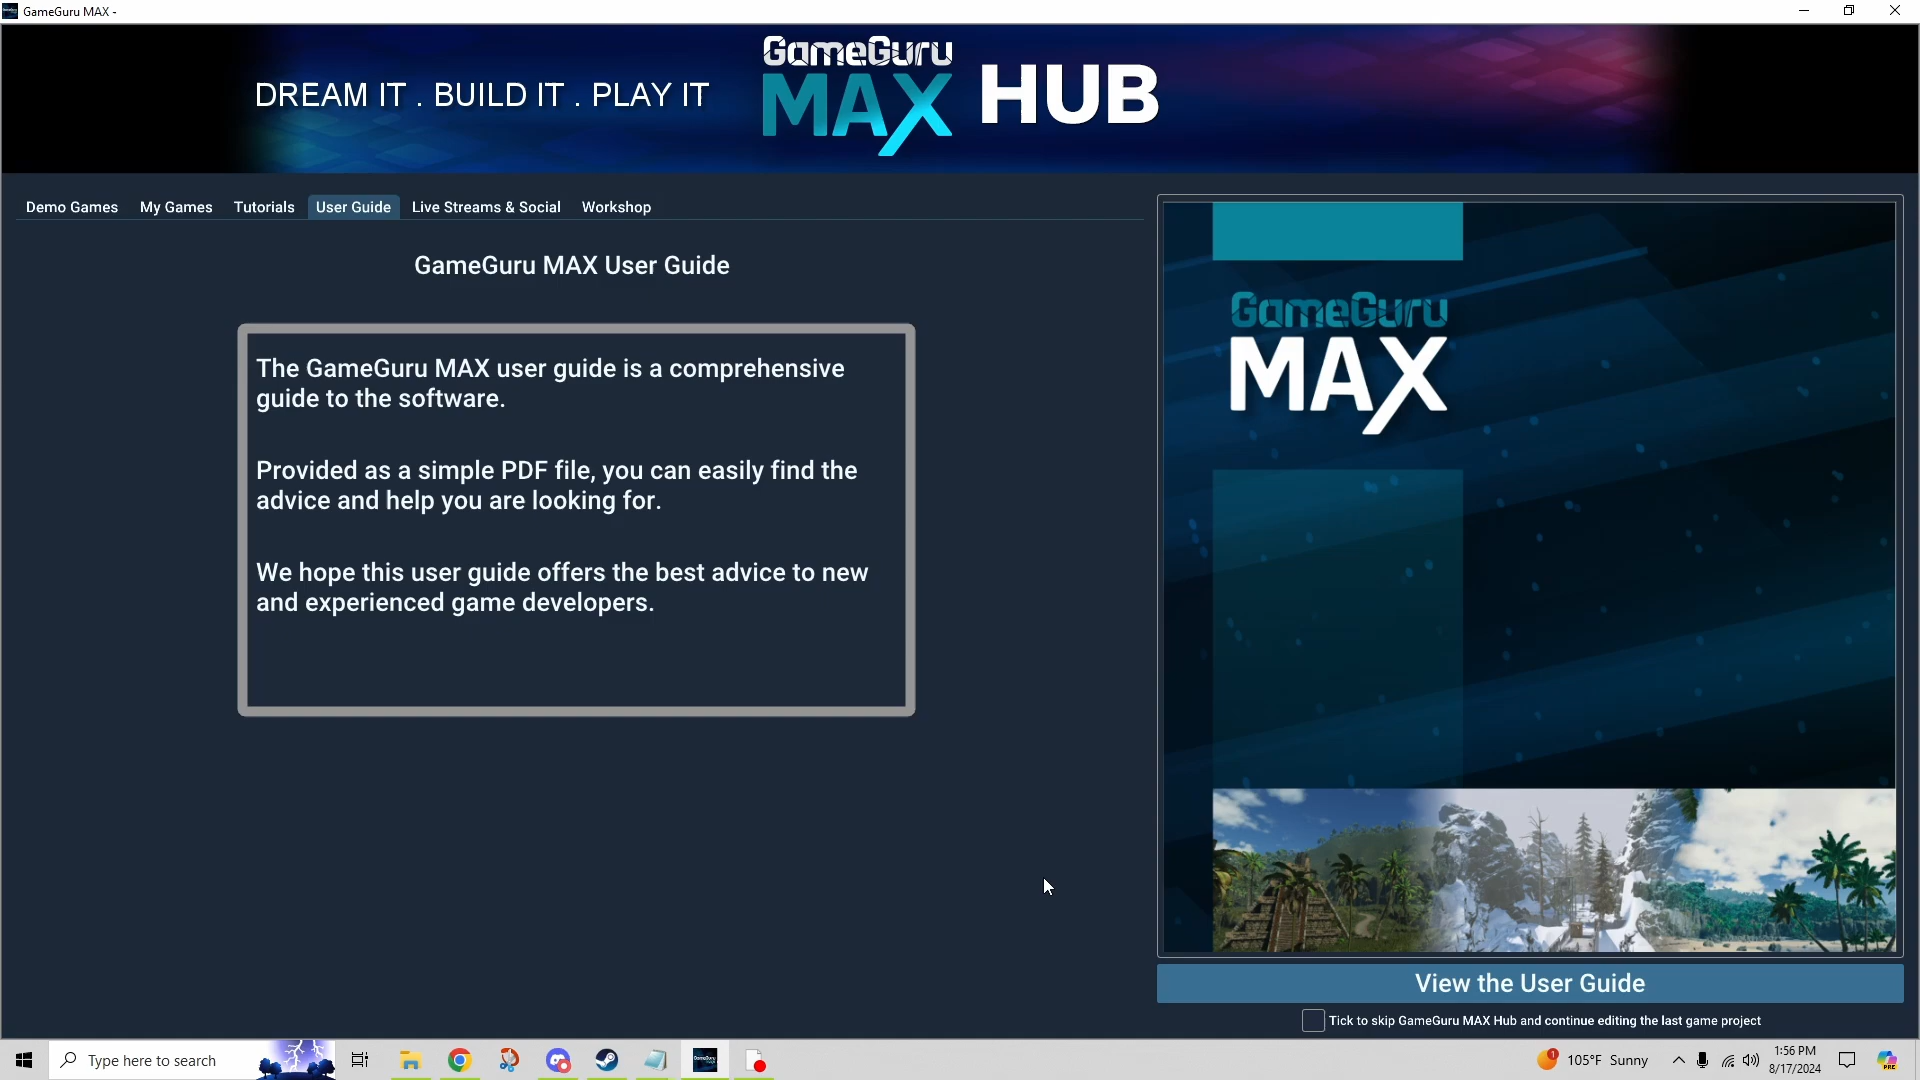 GameGuru MAX -
DREAM IT . BUILD IT . PLAY IT
GameGuru
MAX HUB
Demo Games My Games Tutorials User Guide Live Streams & Social Workshop
GameGuru MAX User Guide
The GameGuru MAX user guide is a comprehensive
guide to the software.
Provided as a simple PDF file, you can easily find the
advice and help you are looking for.
We hope this user guide offers the best advice to new
and experienced game developers.
GameGuru
MAX
View the User Guide
Tick to skip GameGuru MAX Hub and continue editing the last game project
Type here to search
1
105°F Sunny
1:56 PM
8/17/2024
PRE